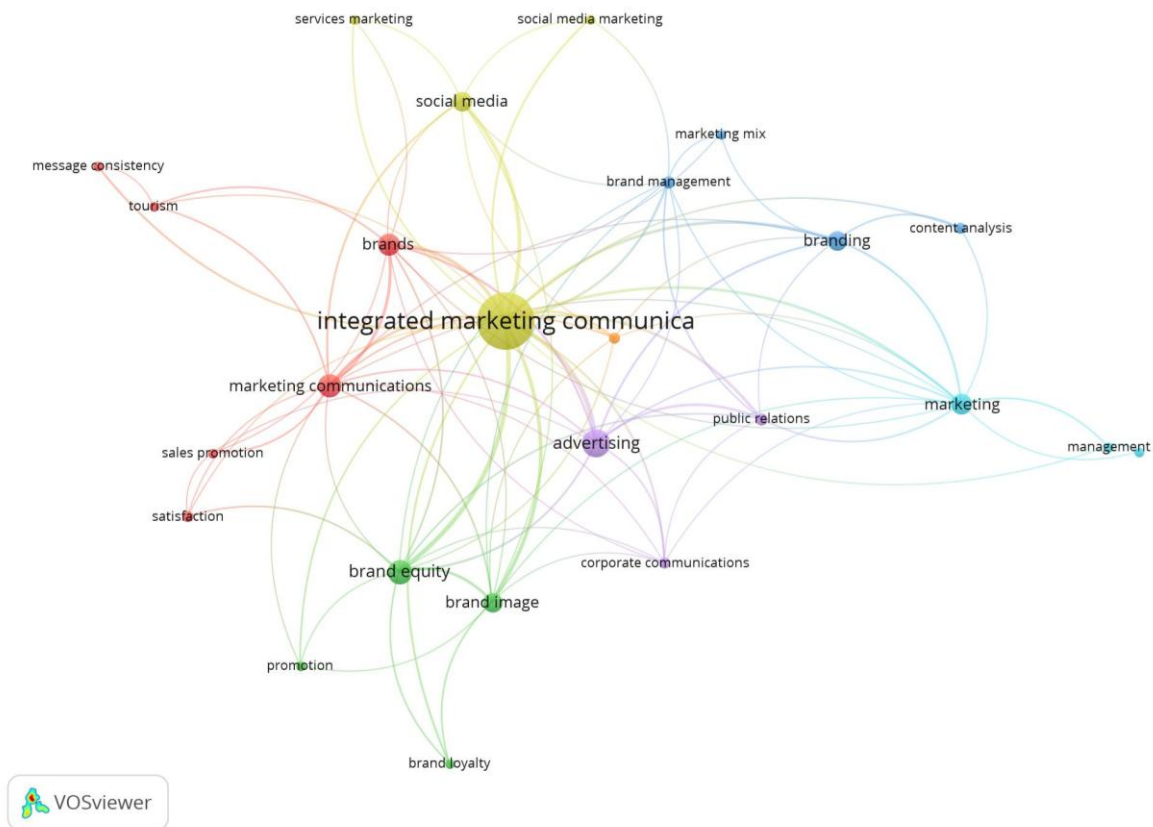 services marketing
social media marketing
social media
marketing mix
message consistency
brand management
tourism
content analysis
brands
branding
integrated marketing communica
marketing communications
marketing
public relations
advertising
management
sales promotion
satisfaction
corporate communications
brand equity
brand image
promotion
brand loyalty
VOSviewer